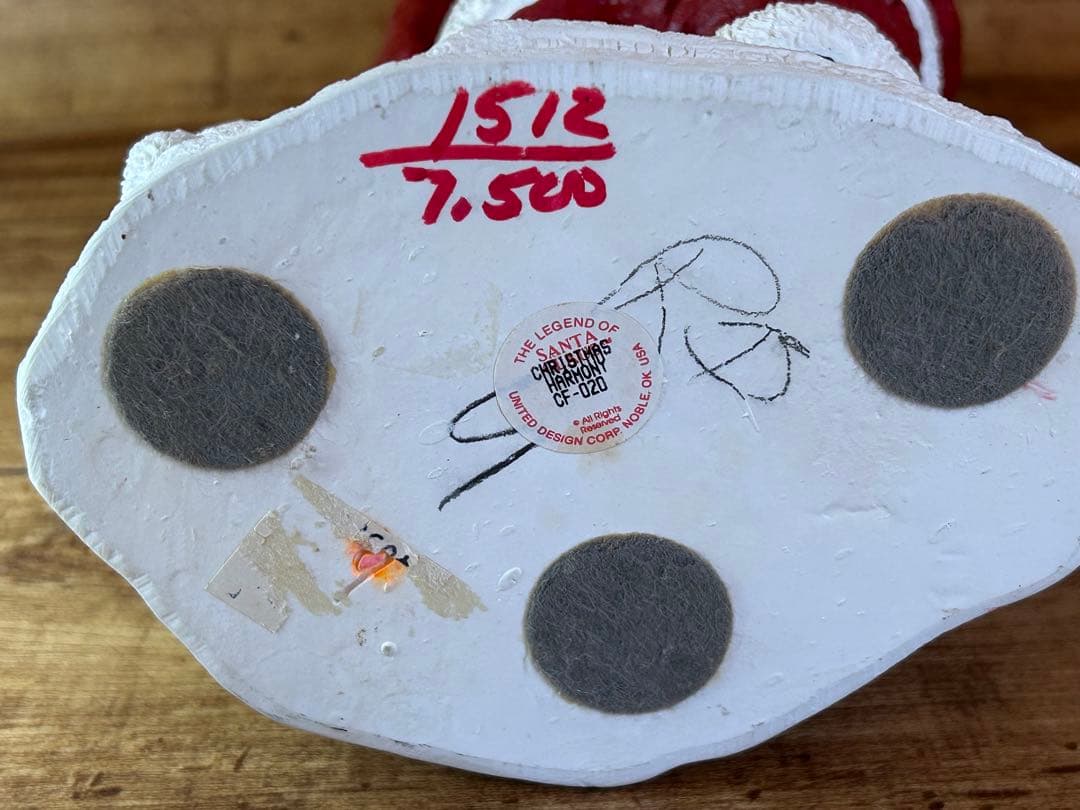 1512
7.500
THE LEGEND OF
SANTA
CHRISTMAS
HARMONY
CF-020
© All Rights
Reserved
UNITED DESIGN CORP. NOBLE, OK USA